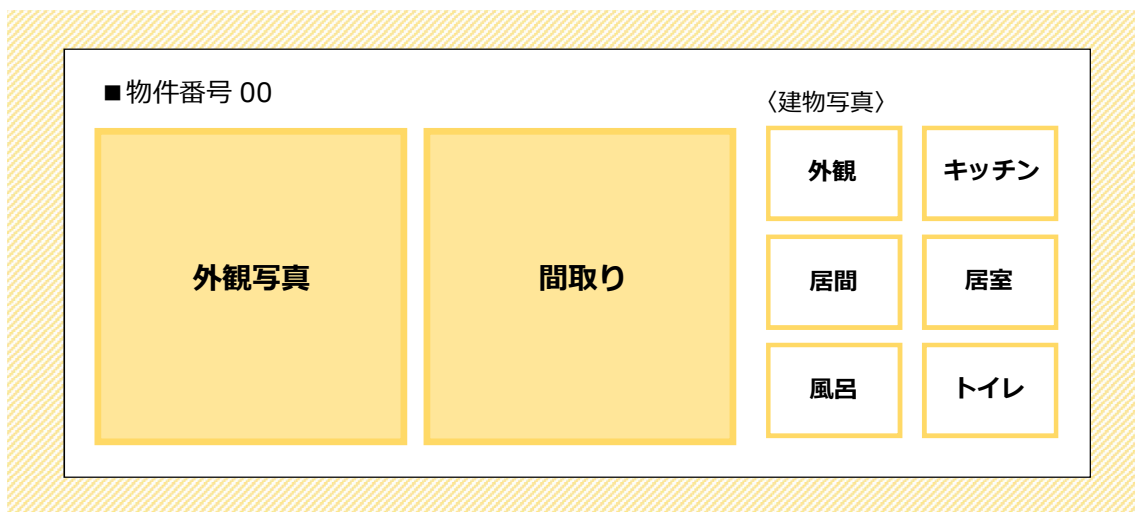 ■物件番号 00
〈建物写真〉
外観写真
間取り
外観
キッチン
居間
居室
風呂
トイレ